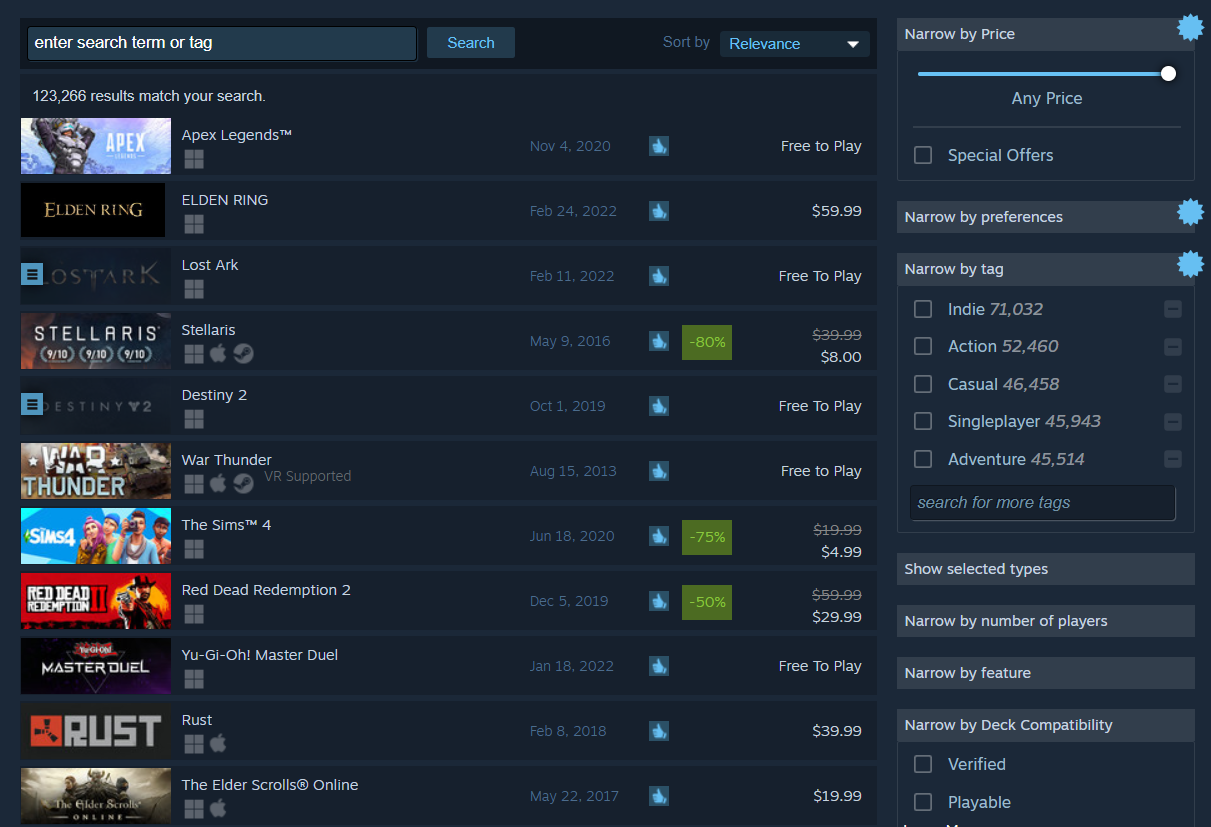 enter search term or tag
Search
Sort by
Relevance
123,266 results match your search.
APEX
LEGENDS
Apex Legends™
Nov 4, 2020
Free to Play
ELDEN RING
ELDEN RING
Feb 24, 2022
$59.99
LOST ARK
Lost Ark
Feb 11, 2022
Free To Play
STELLARIS
(9/10) (9/10) (9/10)
Stellaris
May 9, 2016
-80%
$39.99
$8.00
DESTINY 2
Destiny 2
Oct 1, 2019
Free To Play
WAR
THUNDER
War Thunder
VR Supported
Aug 15, 2013
Free to Play
SIMS4
The Sims™ 4
Jun 18, 2020
-75%
$19.99
$4.99
RED DEAD
REDEMPTION II
Red Dead Redemption 2
Dec 5, 2019
-50%
$59.99
$29.99
Yu-Gi-Oh!
MASTER DUEL
Yu-Gi-Oh! Master Duel
Jan 18, 2022
Free To Play
RUST
Rust
Feb 8, 2018
$39.99
The Elder Scrolls
ONLINE
The Elder Scrolls® Online
May 22, 2017
$19.99
Narrow by Price
Any Price
Special Offers
Narrow by preferences
Narrow by tag
Indie 71,032
Action 52,460
Casual 46,458
Singleplayer 45,943
Adventure 45,514
search for more tags
Show selected types
Narrow by number of players
Narrow by feature
Narrow by Deck Compatibility
Verified
Playable